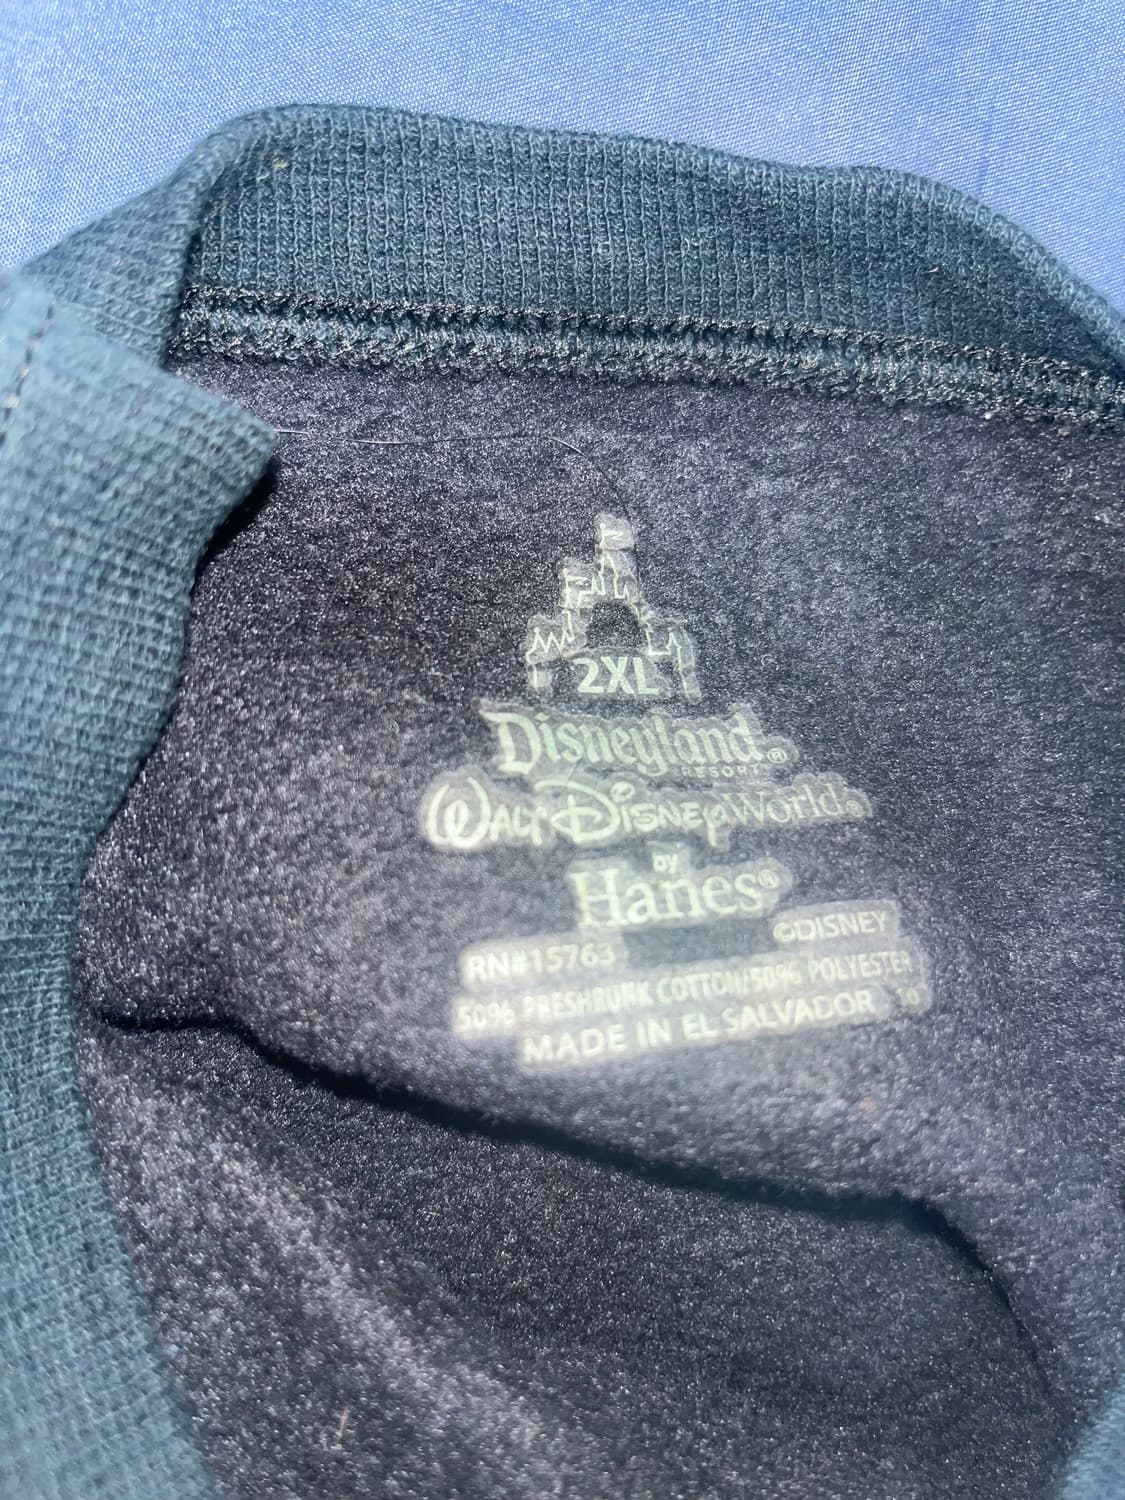 2XL
Disneyland®
RESORT
WALT DISNEY World®
by
Hanes®
©DISNEY
RN#15763
50% PRESHRUNK COTTON/50% POLYESTER
MADE IN EL SALVADOR